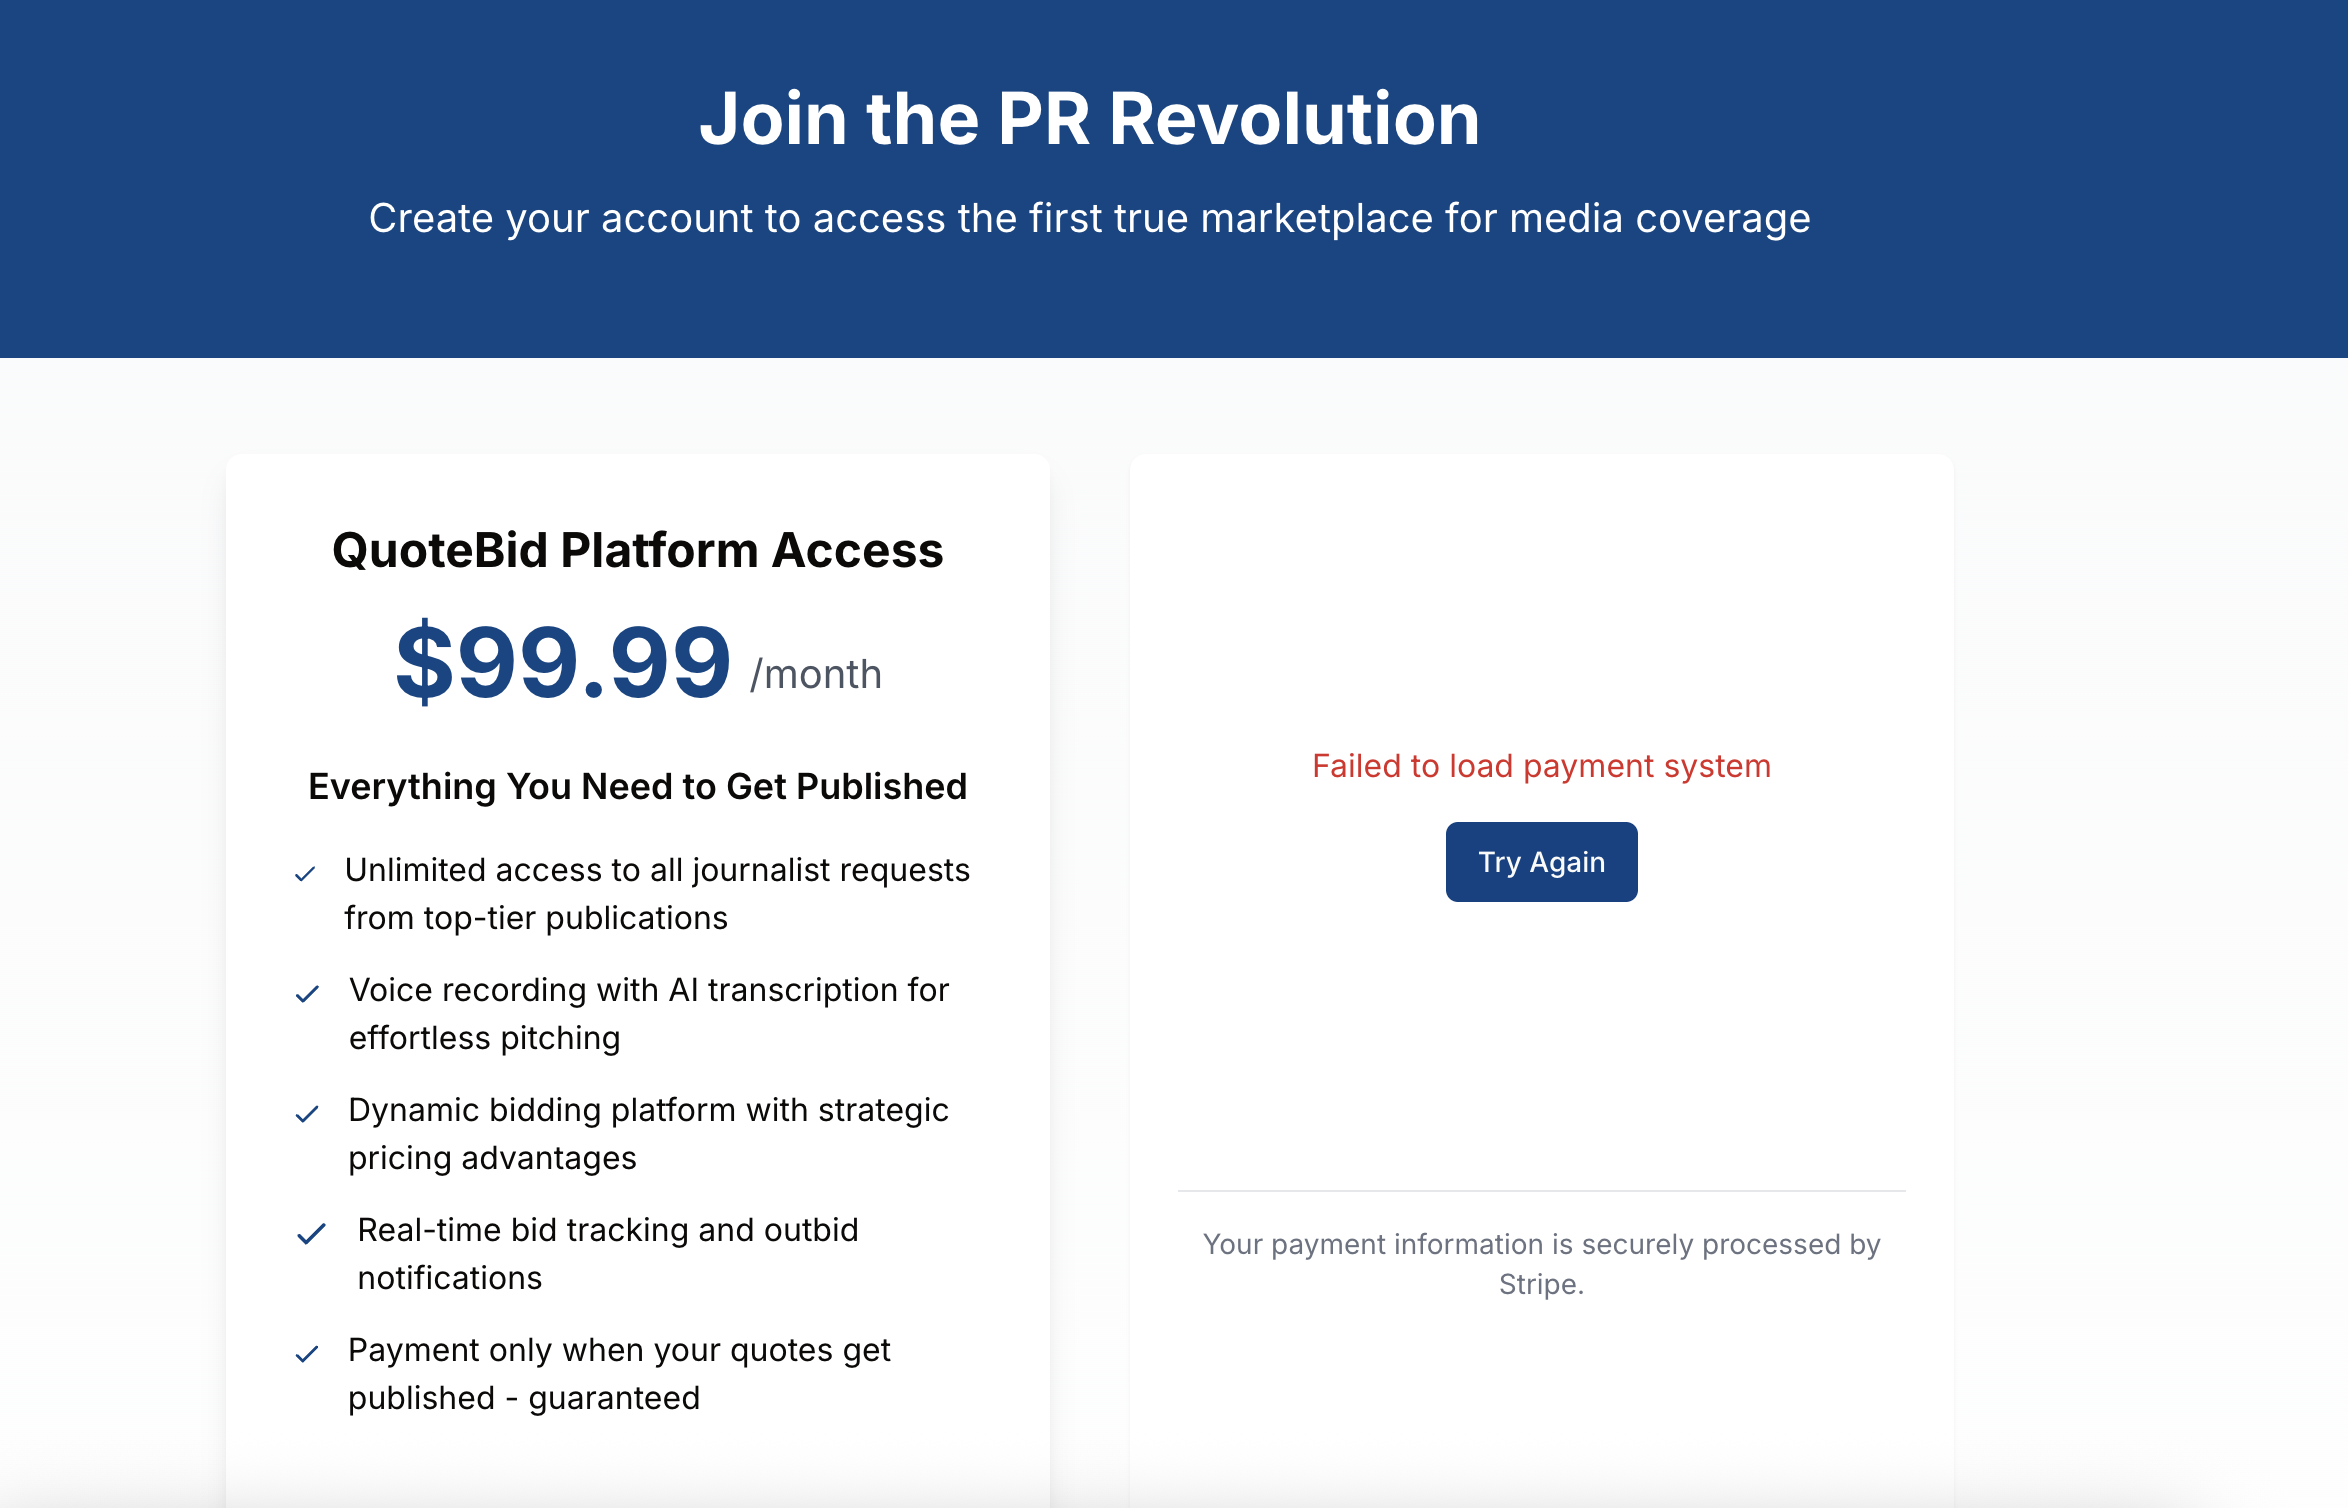 Join the PR Revolution
Create your account to access the first true marketplace for media coverage
QuoteBid Platform Access
$99.99 /month
Everything You Need to Get Published
Unlimited access to all journalist requests
from top-tier publications
Voice recording with AI transcription for
effortless pitching
Dynamic bidding platform with strategic
pricing advantages
Real-time bid tracking and outbid
notifications
Payment only when your quotes get
published - guaranteed
Failed to load payment system
Try Again
Your payment information is securely processed by
Stripe.